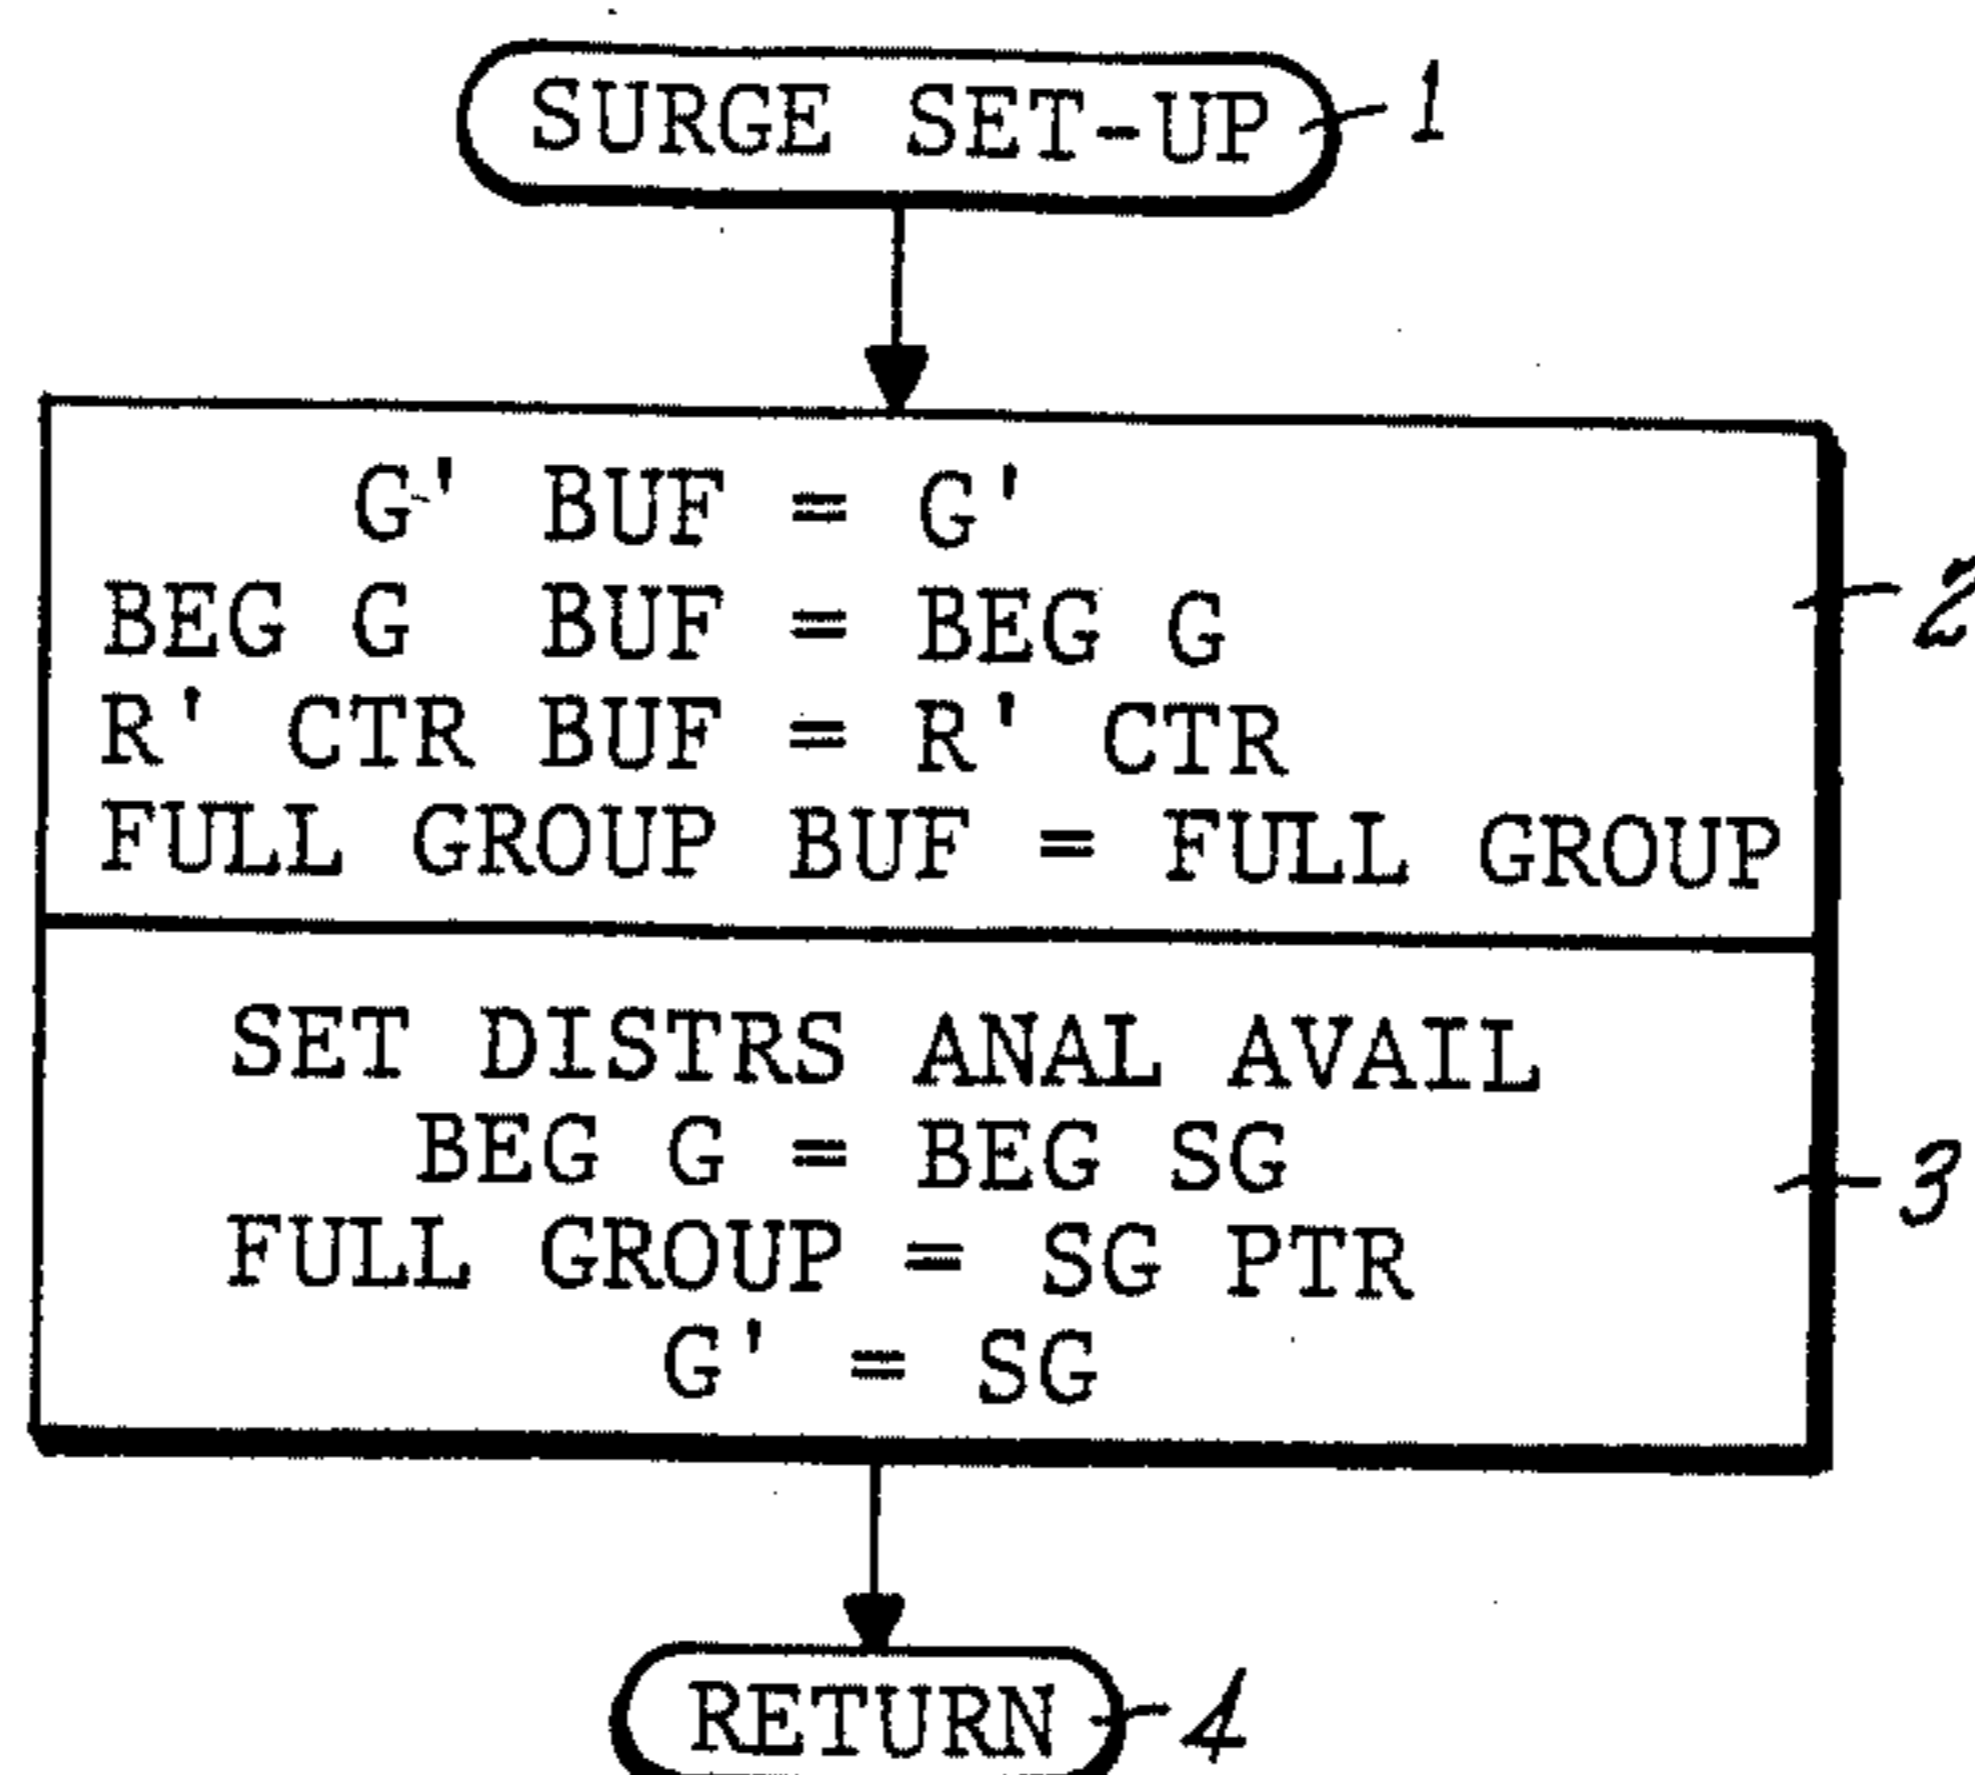 SURGE SET-UP 1
G' BUF = G'
BEG G BUF = BEG G
2
R' CTR BUF = R' CTR
FULL GROUP BUF = FULL GROUP
SET DISTRS ANAL AVAIL
BEG G = BEG SG
3
FULL GROUP = SG PTR
G' = SG
RETURN 4